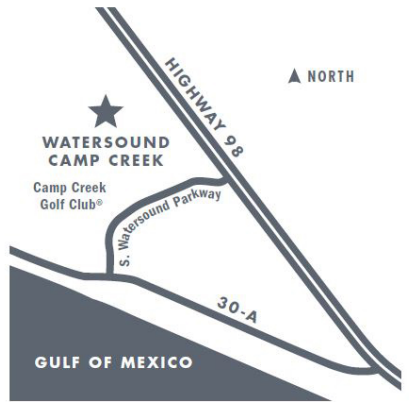 HIGHWAY 98
NORTH
WATERSOUND
CAMP CREEK
Camp Creek
Golf Club®
S. Watersound Parkway
30-A
GULF OF MEXICO